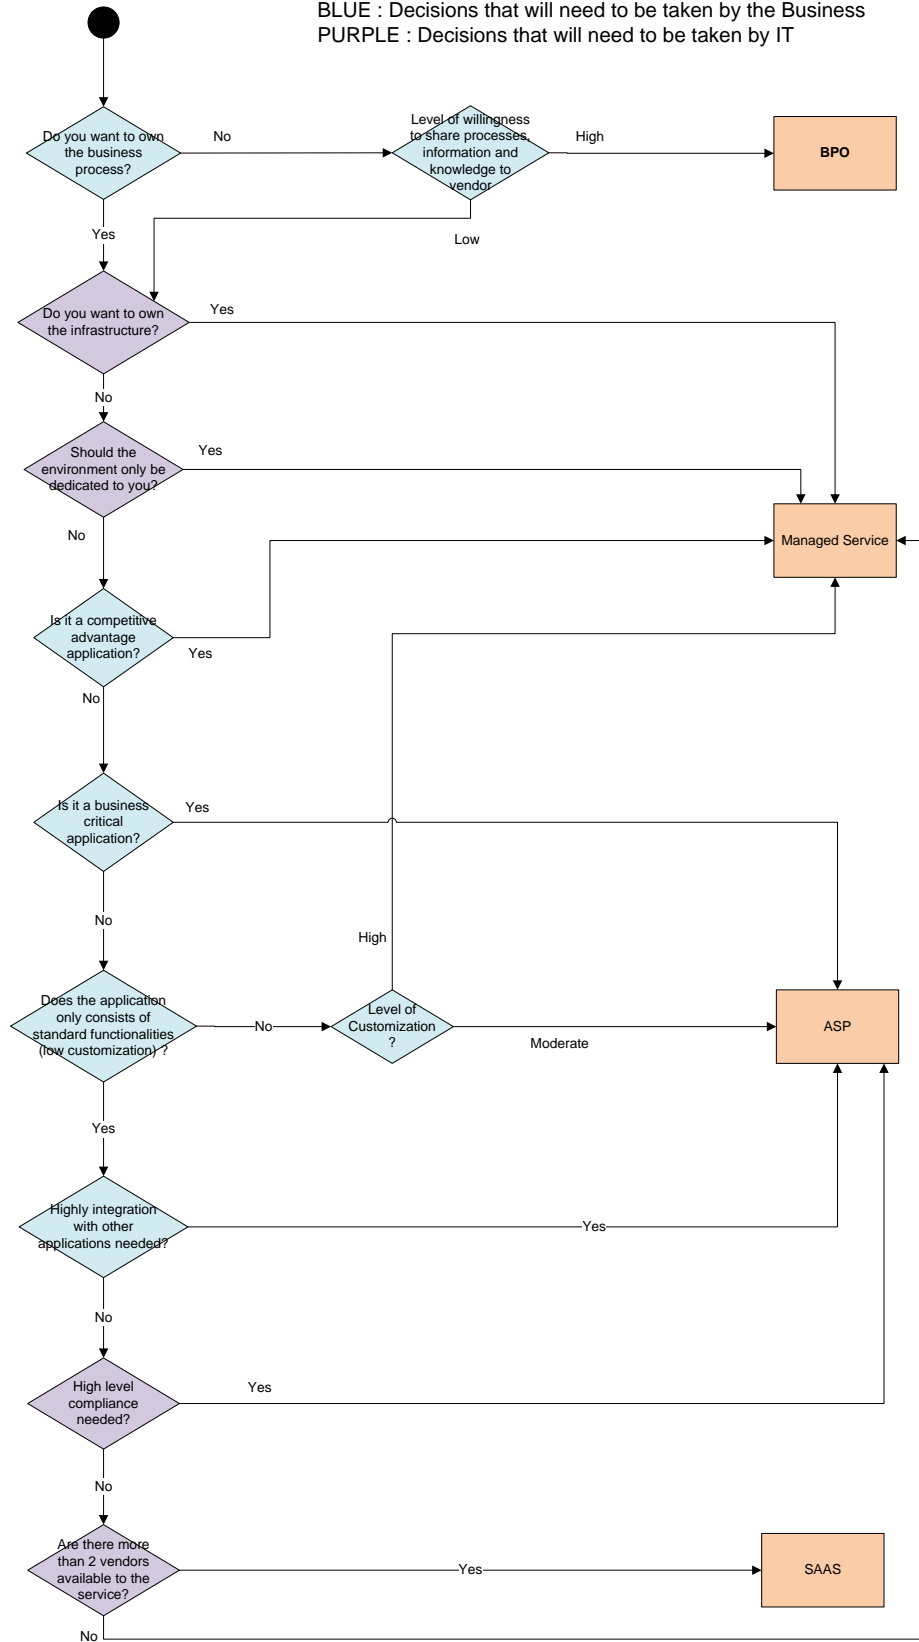 BLUE : Decisions that will need to be taken by the Business
PURPLE : Decisions that will need to be taken by IT
Do you want to own
the business
process?
No
Level of willingness
to share processes,
information and
knowledge to
vendor
High
BPO
Yes
Low
Do you want to own
the infrastructure?
Yes
No
Should the
environment only be
dedicated to you?
Yes
No
Managed Service
Is it a competitive
advantage
application?
Yes
No
Is it a business
critical
application?
Yes
No
High
Does the application
only consists of
standard functionalities
(low customization) ?
No
Level of
Customization
?
Moderate
ASP
Yes
Highly integration
with other
applications needed?
Yes
No
High level
compliance
needed?
Yes
No
Are there more
than 2 vendors
available to the
service?
Yes
SAAS
No